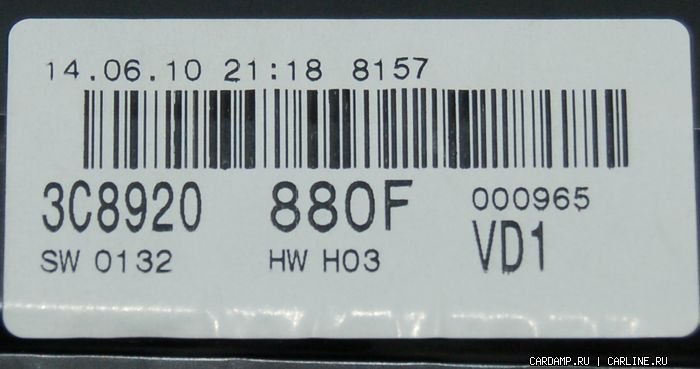 14.06.10 21:18 8157
3C8920 880F 000965
SW 0132 HW H03 VD1
CARDAMP.RU | CARLINE.RU